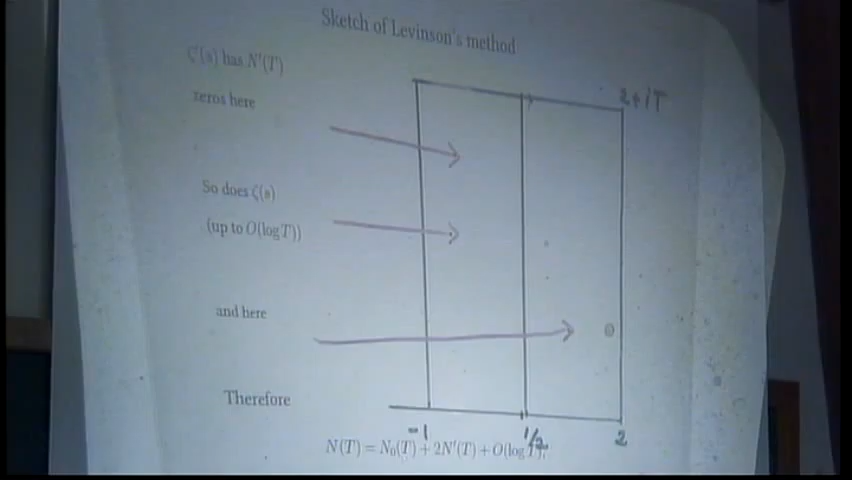 Sketch of Levinson's method
ζ′(s) has N′(T)
zeros here
2+iT
So does ζ(s)
(up to O(log T))
and here
Therefore
-1
1/2
2
N(T) = N₀(T) + 2N′(T) + O(log T),